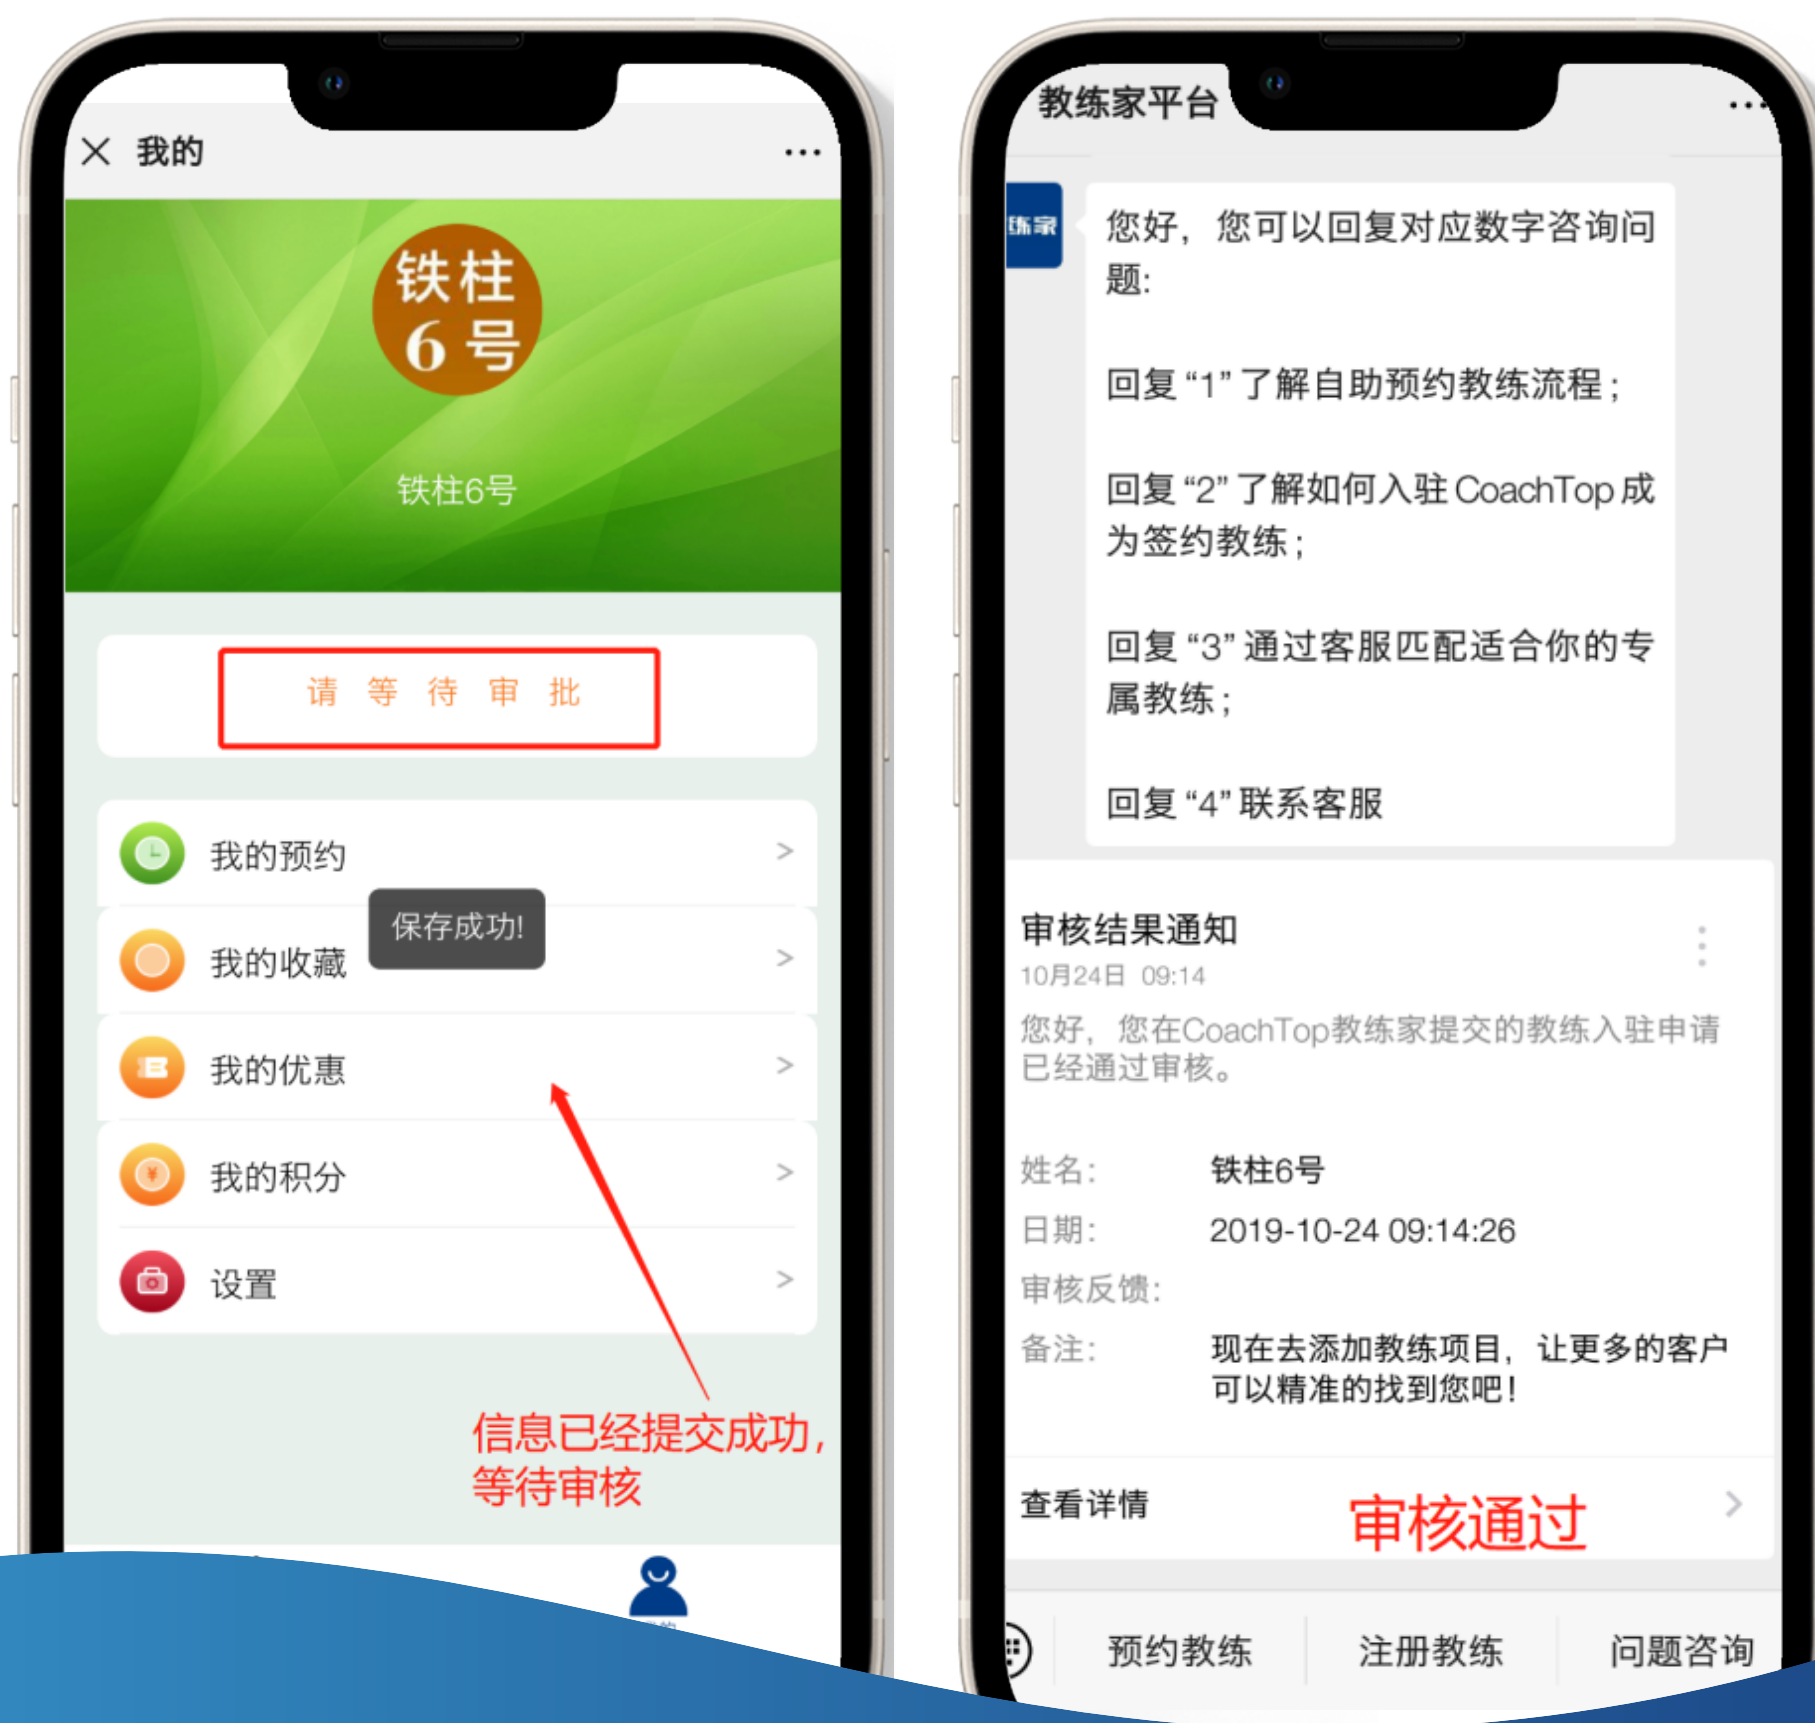 我的
铁柱
6号
铁柱6号
请等待审批
我的预约
保存成功!
我的收藏
我的优惠
我的积分
设置
信息已经提交成功，
等待审核
教练家平台
练家
您好，您可以回复对应数字咨询问
题:
回复“1”了解自助预约教练流程；
回复“2”了解如何入驻CoachTop成
为签约教练；
回复“3”通过客服匹配适合你的专
属教练；
回复“4”联系客服
审核结果通知
10月24日 09:14
您好，您在CoachTop教练家提交的教练入驻申请
已经通过审核。
姓名: 铁柱6号
日期: 2019-10-24 09:14:26
审核反馈:
备注: 现在去添加教练项目，让更多的客户
可以精准的找到您吧！
查看详情
审核通过
预约教练 注册教练 问题咨询